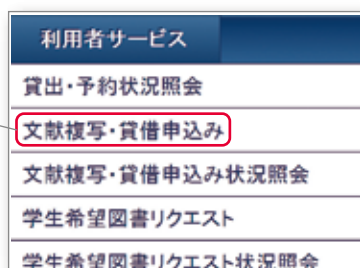 利用者サービス
貸出・予約状況照会
文献複写・貸借申込み
文献複写・貸借申込み状況照会
学生希望図書リクエスト
学生希望図書リクエスト状況照会